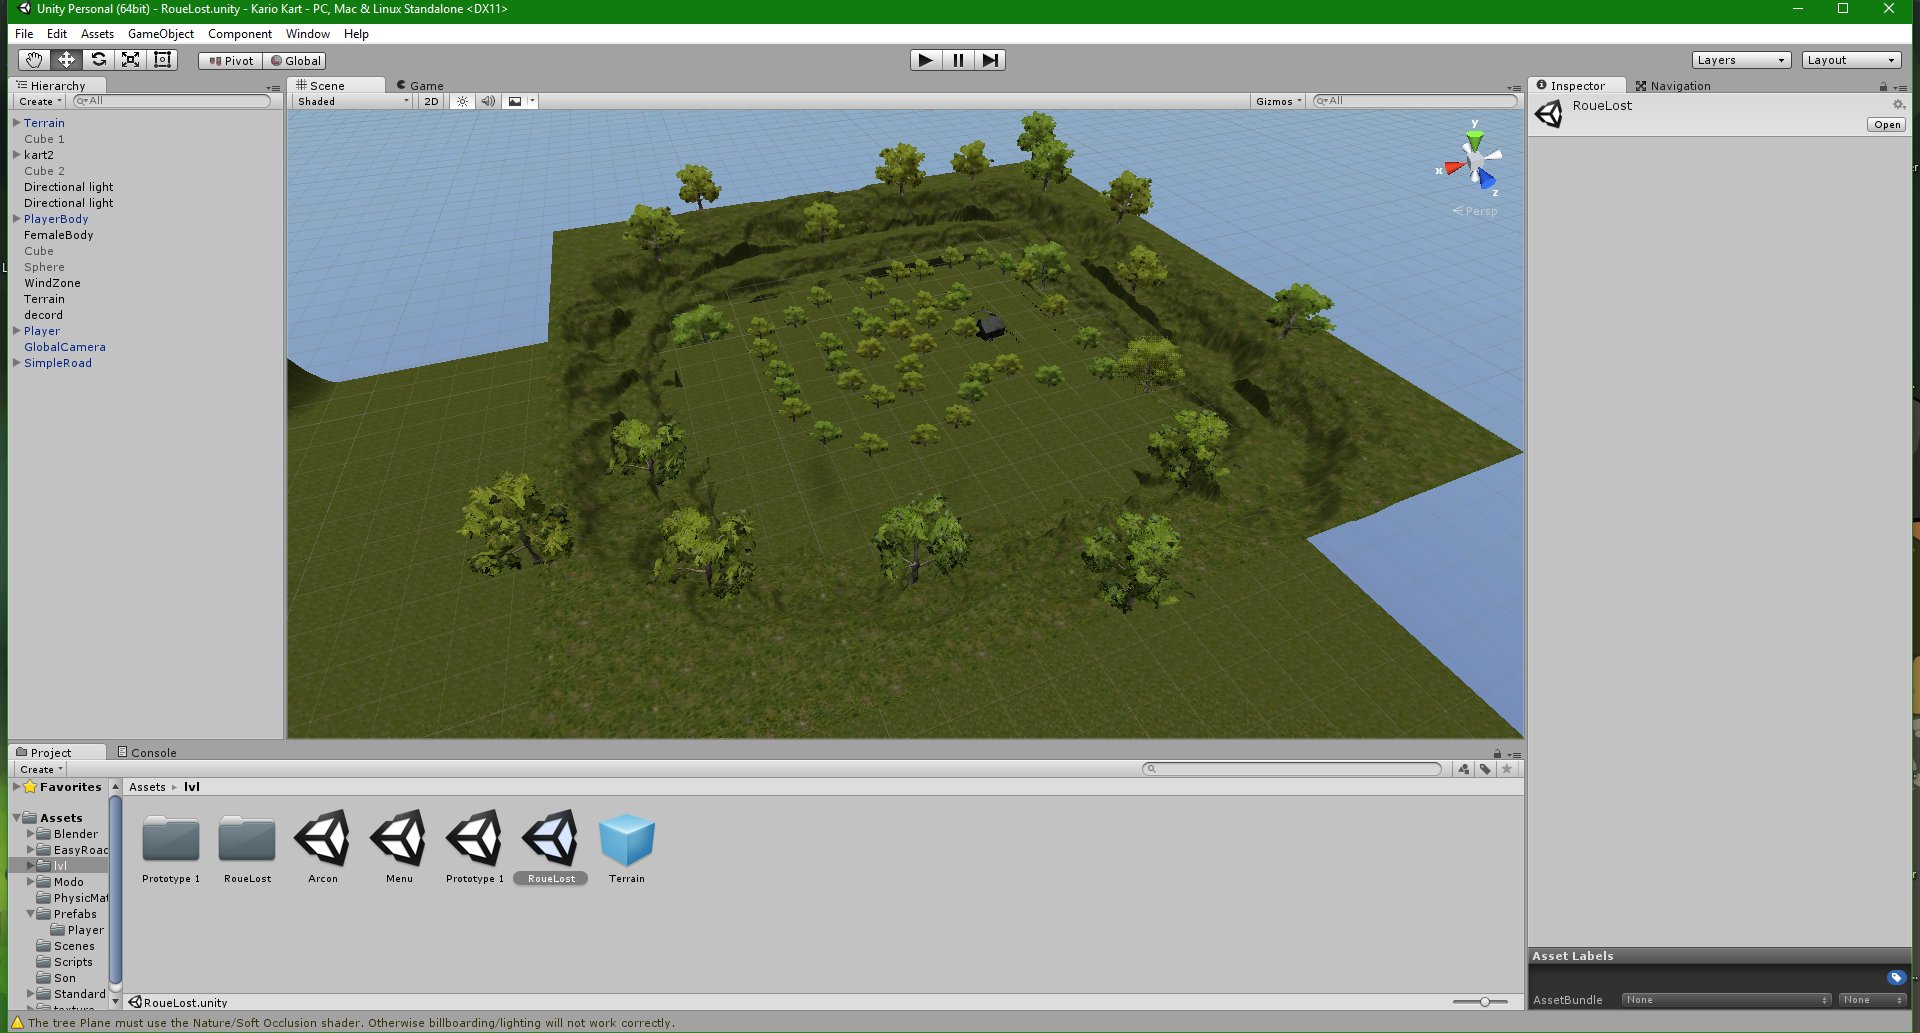 Unity Personal (64bit) - RoueLost.unity - Kario Kart - PC, Mac & Linux Standalone <DX11>
File Edit Assets GameObject Component Window Help
Pivot Global Layers Layout
Hierarchy
Create All
Terrain
Cube 1
kart2
Cube 2
Directional light
Directional light
PlayerBody
FemaleBody
Cube
Sphere
WindZone
Terrain
decord
Player
GlobalCamera
SimpleRoad
Scene Game
Shaded 2D Gizmos All
y
x
z
Persp
Inspector Navigation
RoueLost
Open
Project Console
Create
Favorites
Assets
Blender
EasyRoad
lvl
Modo
PhysicMat
Prefabs
Player
Scenes
Scripts
Son
Standard
texture
Assets lvl
Prototype 1 RoueLost Arcon Menu Prototype 1 RoueLost Terrain
RoueLost.unity
Asset Labels
AssetBundle None None
The tree Plane must use the Nature/Soft Occlusion shader. Otherwise billboarding/lighting will not work correctly.